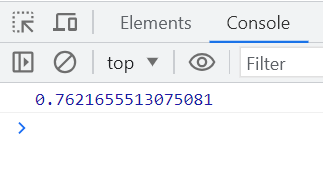 Elements Console
top Filter
0.7621655513075081